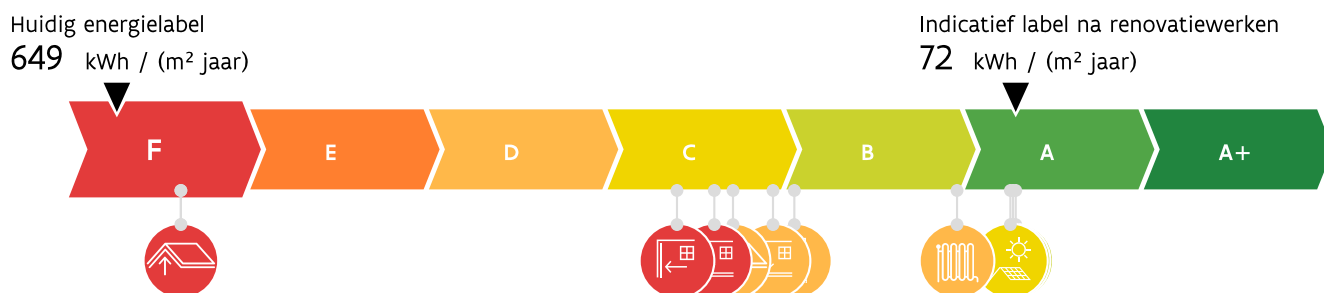 Huidig energielabel
649 kWh / (m² jaar)
Indicatief label na renovatiewerken
72 kWh / (m² jaar)
F E D C B A A+